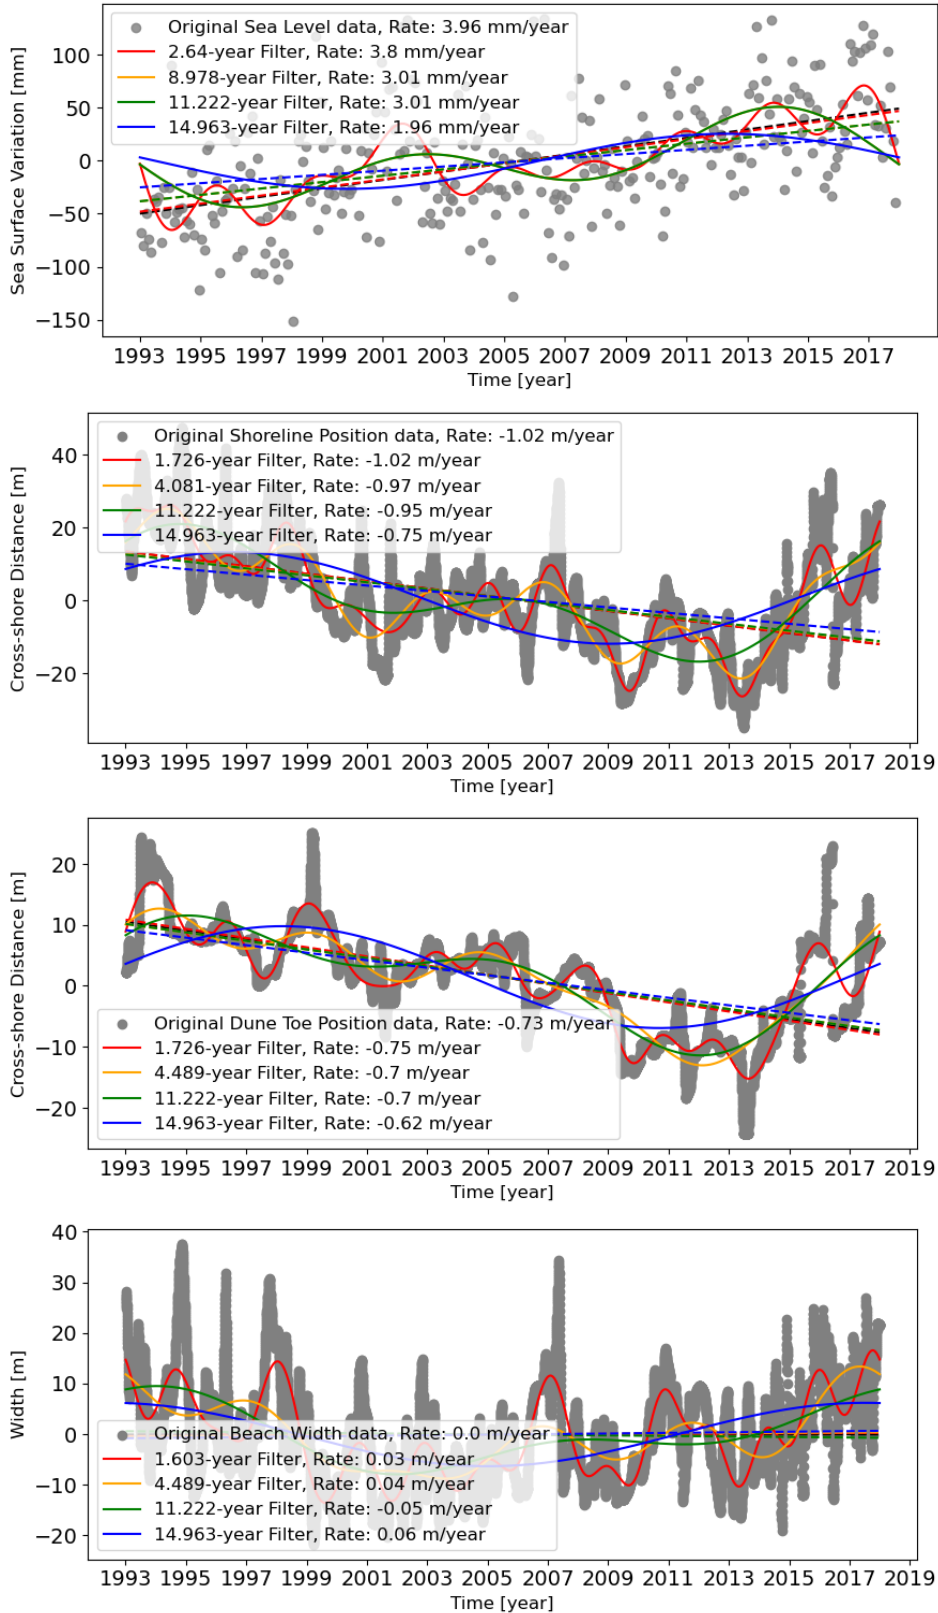 Original Sea Level data, Rate: 3.96 mm/year
2.64-year Filter, Rate: 3.8 mm/year
8.978-year Filter, Rate: 3.01 mm/year
11.222-year Filter, Rate: 3.01 mm/year
14.963-year Filter, Rate: 1.96 mm/year
Sea Surface Variation [mm]
100
50
0
−50
−100
−150
1993 1995 1997 1999 2001 2003 2005 2007 2009 2011 2013 2015 2017
Time [year]
Original Shoreline Position data, Rate: -1.02 m/year
1.726-year Filter, Rate: -1.02 m/year
4.081-year Filter, Rate: -0.97 m/year
11.222-year Filter, Rate: -0.95 m/year
14.963-year Filter, Rate: -0.75 m/year
Cross-shore Distance [m]
40
20
0
−20
1993 1995 1997 1999 2001 2003 2005 2007 2009 2011 2013 2015 2017 2019
Time [year]
Cross-shore Distance [m]
20
10
0
−10
−20
Original Dune Toe Position data, Rate: -0.73 m/year
1.726-year Filter, Rate: -0.75 m/year
4.489-year Filter, Rate: -0.7 m/year
11.222-year Filter, Rate: -0.7 m/year
14.963-year Filter, Rate: -0.62 m/year
1993 1995 1997 1999 2001 2003 2005 2007 2009 2011 2013 2015 2017 2019
Time [year]
Width [m]
40
30
20
10
0
−10
−20
Original Beach Width data, Rate: 0.0 m/year
1.603-year Filter, Rate: 0.03 m/year
4.489-year Filter, Rate: 0.04 m/year
11.222-year Filter, Rate: -0.05 m/year
14.963-year Filter, Rate: 0.06 m/year
1993 1995 1997 1999 2001 2003 2005 2007 2009 2011 2013 2015 2017 2019
Time [year]